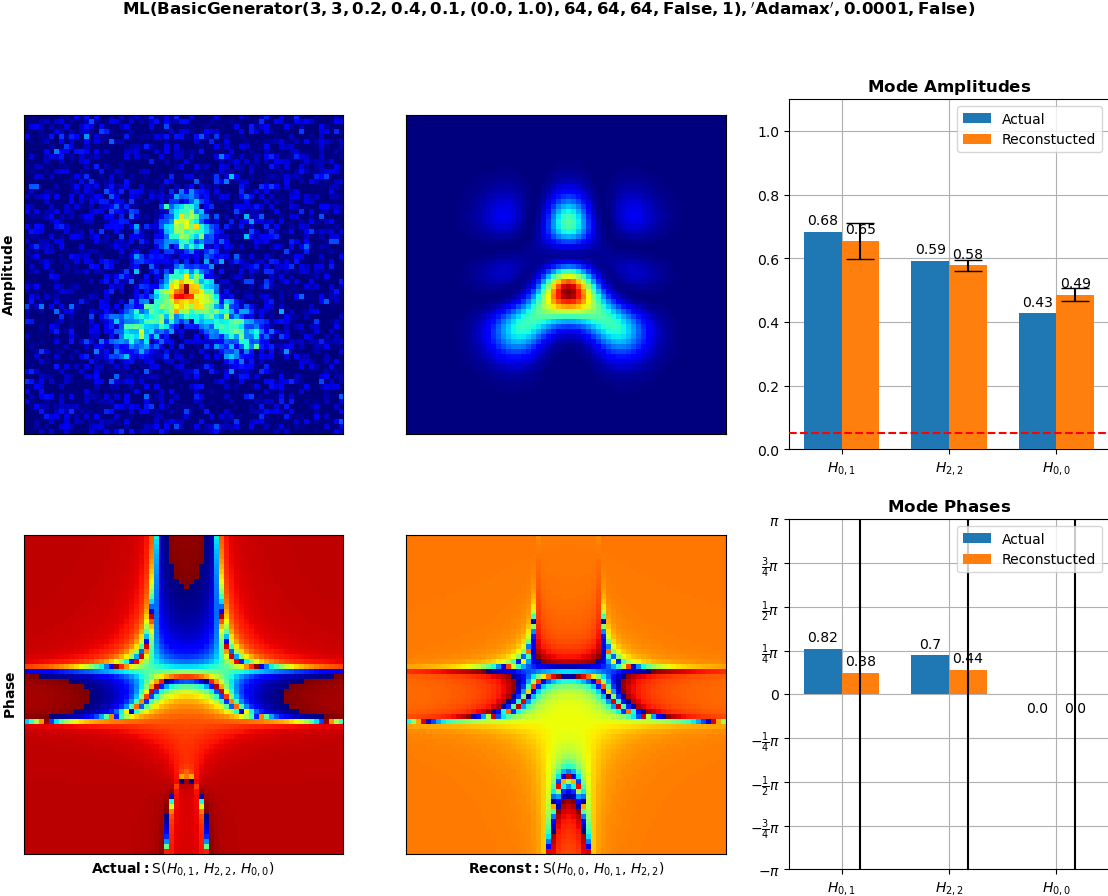 ML(BasicGenerator(3, 3, 0.2, 0.4, 0.1, (0.0, 1.0), 64, 64, 64, False, 1), ′Adamax′, 0.0001, False)
Amplitude
Mode Amplitudes
Actual
Reconstucted
1.0
0.8
0.6
0.4
0.2
0.0
0.68
0.65
0.59
0.58
0.43
0.49
H0,1
H2,2
H0,0
Phase
Actual: S(H0,1, H2,2, H0,0)
Reconst: S(H0,0, H0,1, H2,2)
Mode Phases
Actual
Reconstucted
π
3/4π
1/2π
1/4π
0
−1/4π
−1/2π
−3/4π
−π
0.82
0.38
0.7
0.44
0.0
0.0
H0,1
H2,2
H0,0